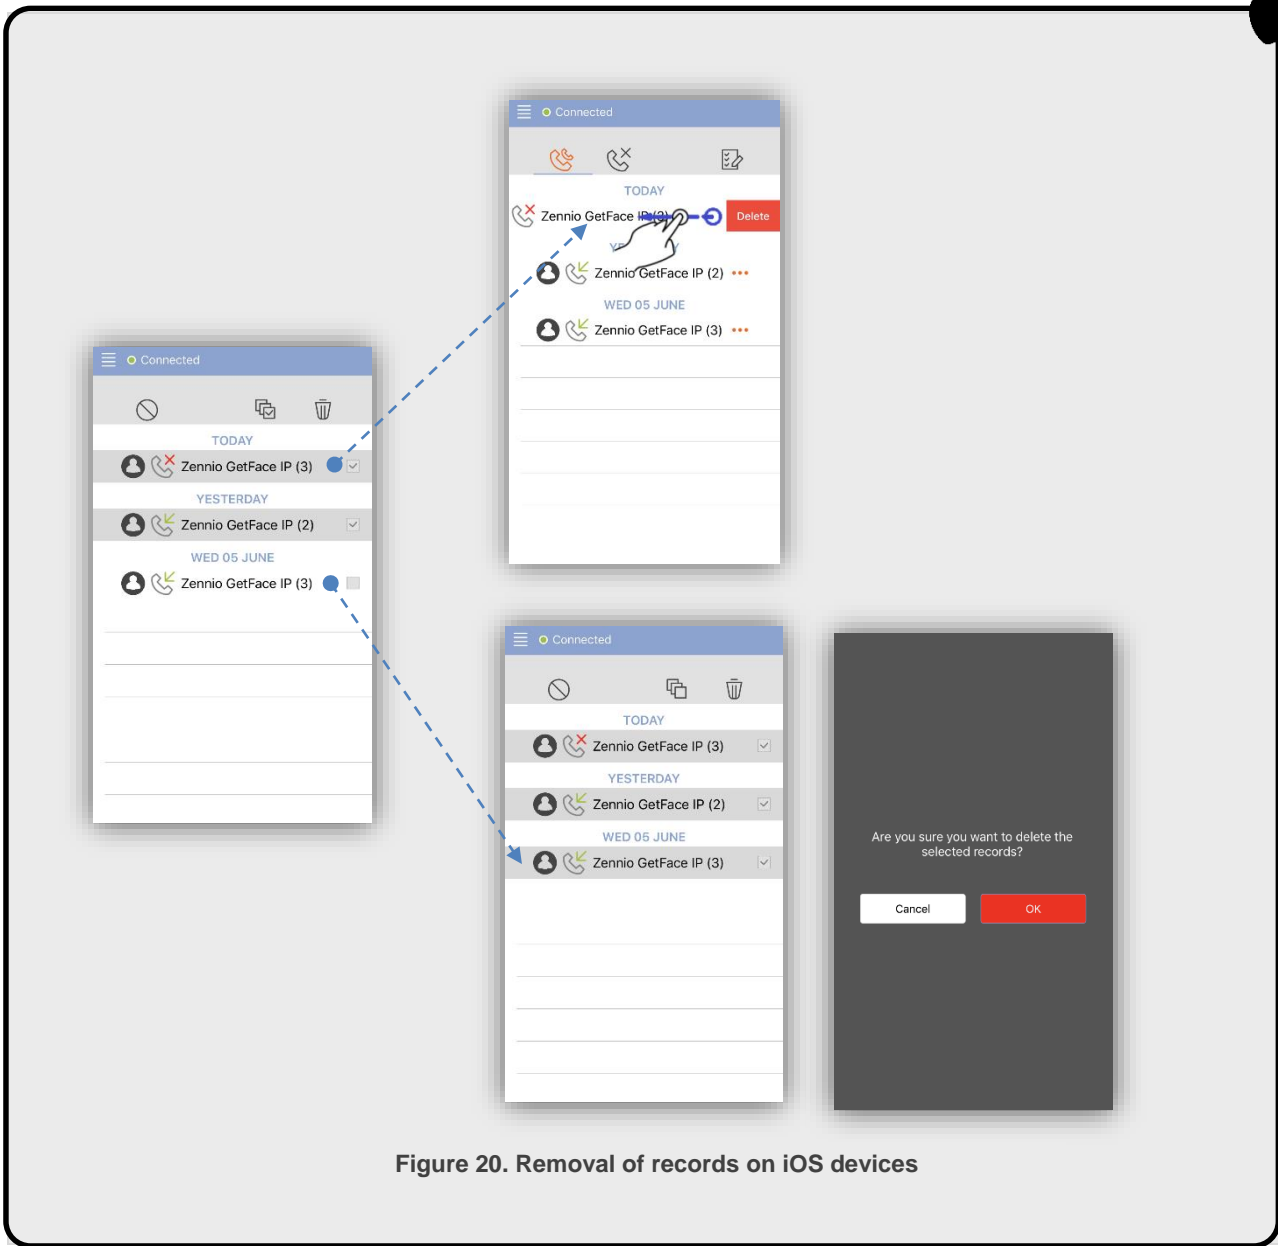 Connected
TODAY
Zennio GetFace IP (3)
YESTERDAY
Zennio GetFace IP (2)
WED 05 JUNE
Zennio GetFace IP (3)
Connected
TODAY
Zennio GetFace IP
Delete
Zennio GetFace IP (2)
WED 05 JUNE
Zennio GetFace IP (3)
Connected
TODAY
Zennio GetFace IP (3)
YESTERDAY
Zennio GetFace IP (2)
WED 05 JUNE
Zennio GetFace IP (3)
Are you sure you want to delete the
selected records?
Cancel
OK
Figure 20. Removal of records on iOS devices